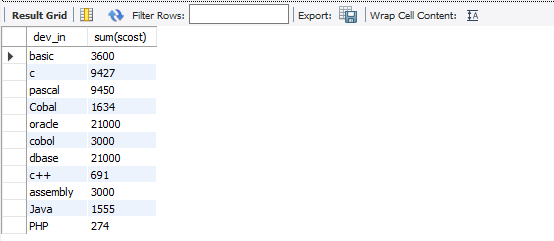 Result Grid Filter Rows: Export: Wrap Cell Content: IA
dev_in sum(scost)
basic 3600
c 9427
pascal 9450
Cobal 1634
oracle 21000
cobol 3000
dbase 21000
c++ 691
assembly 3000
Java 1555
PHP 274